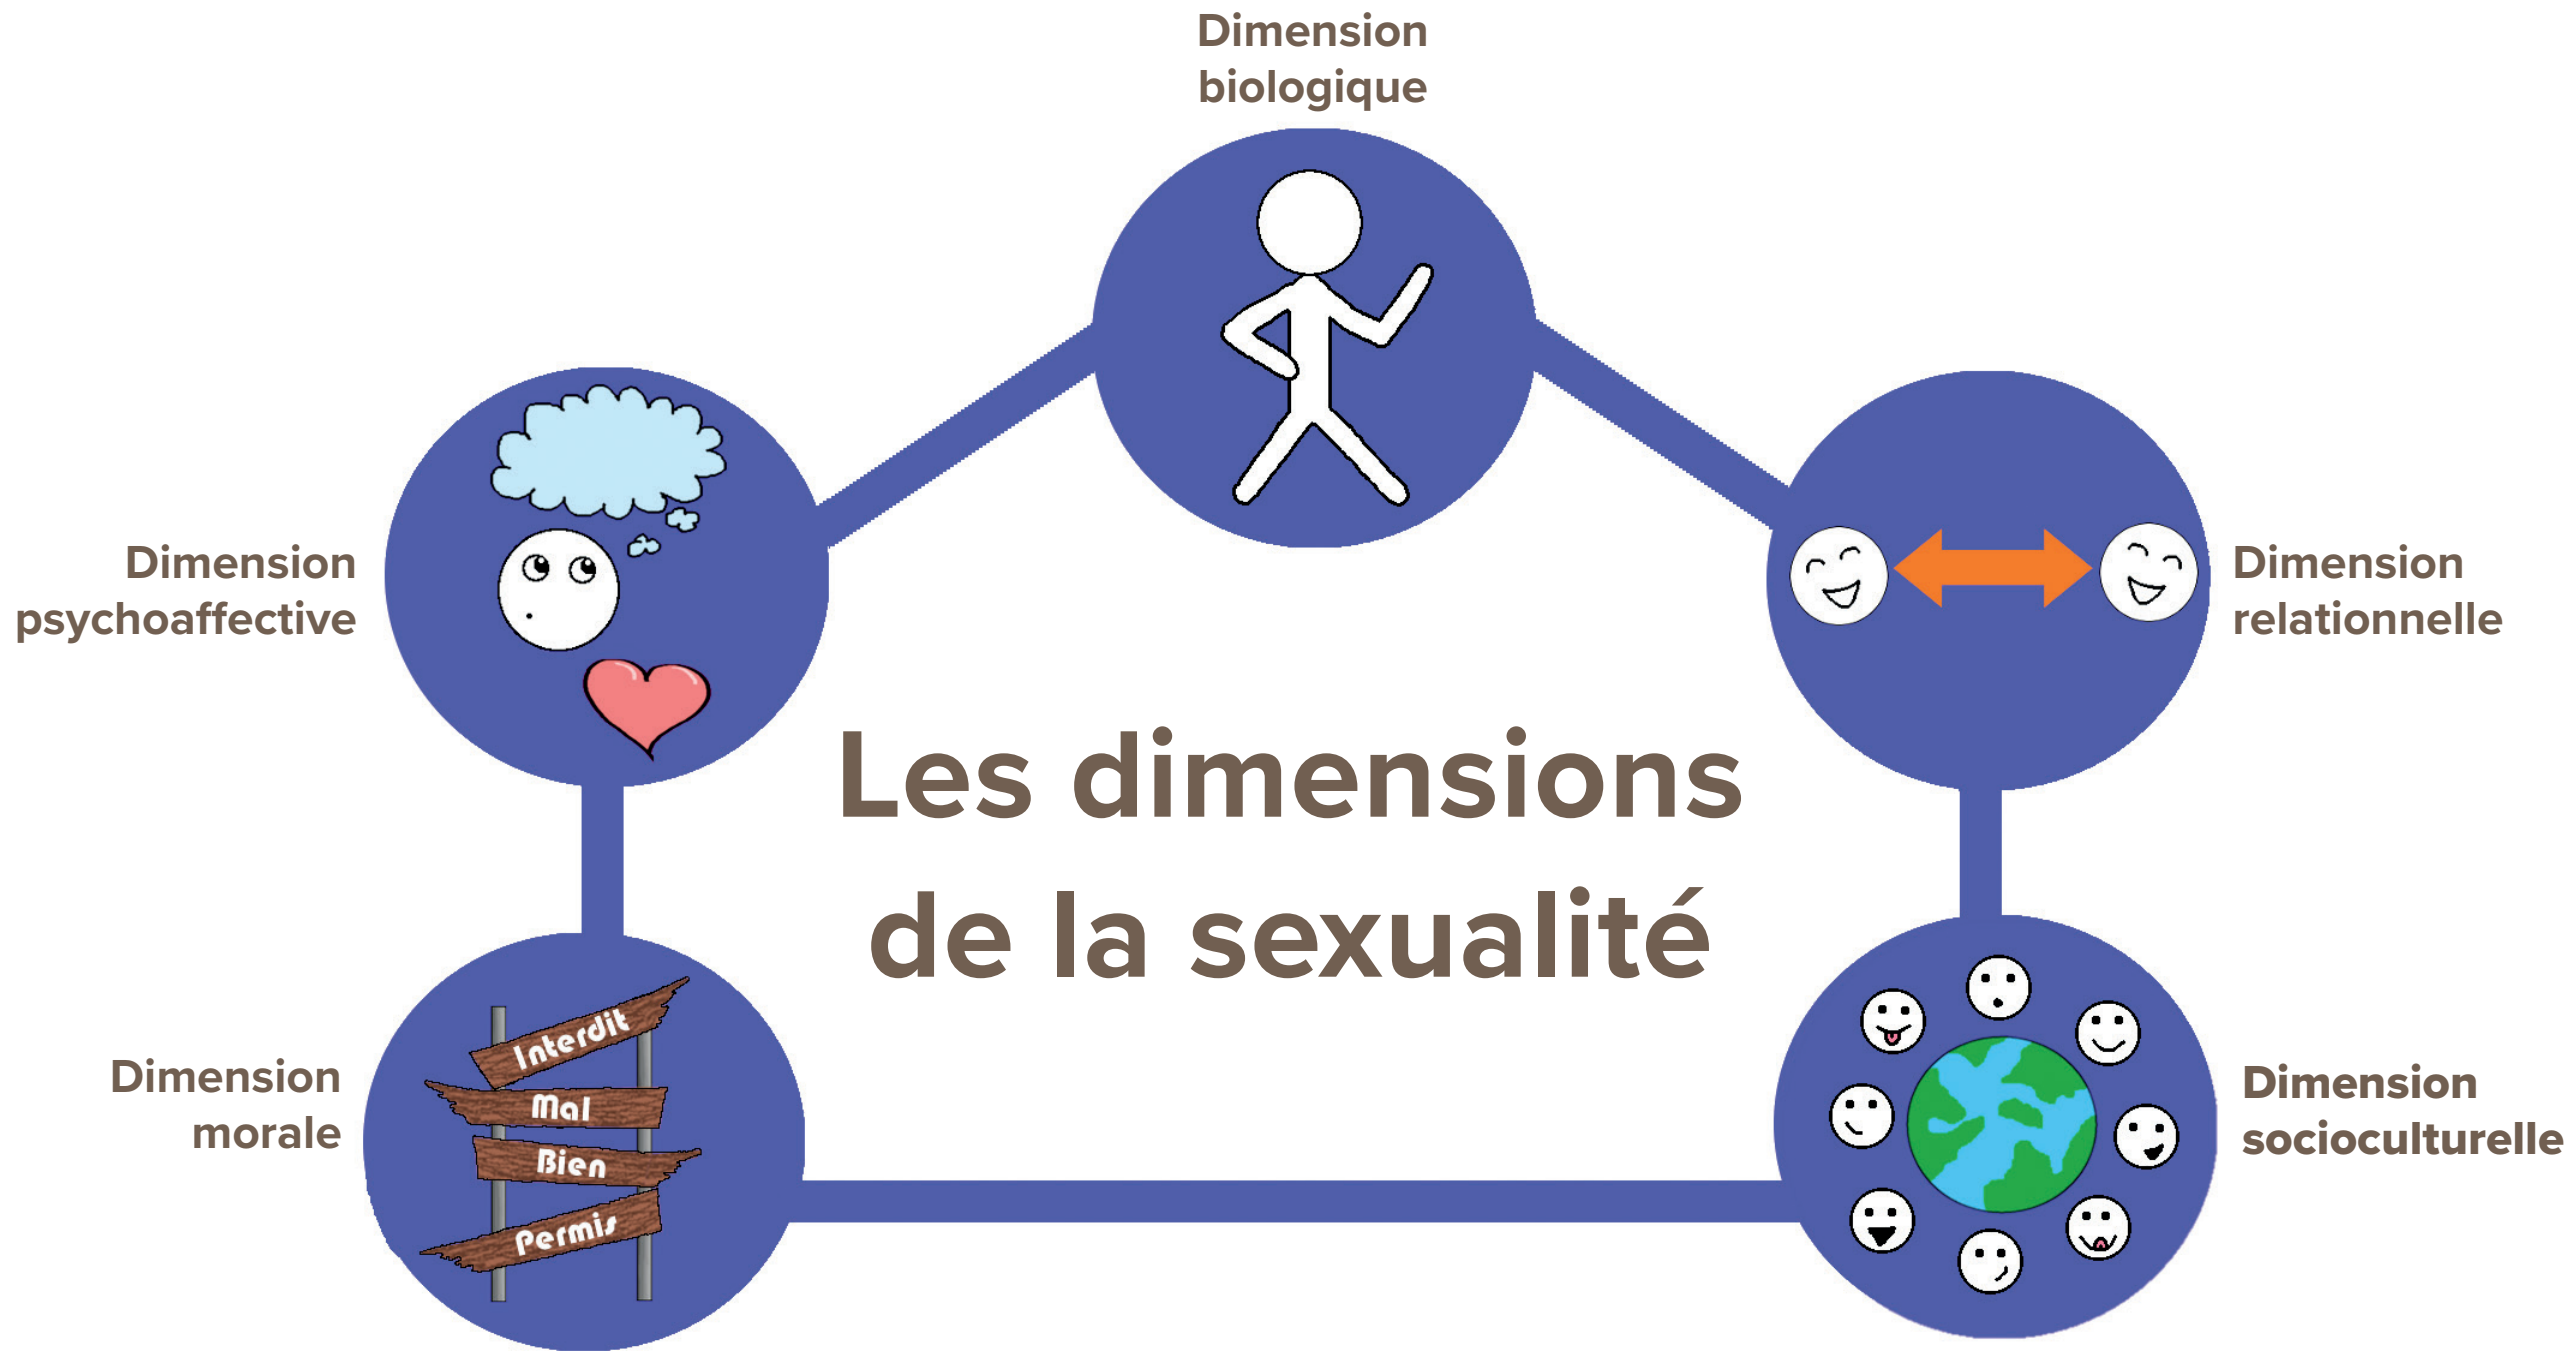 Dimension
biologique
Dimension
psychoaffective
Dimension
relationnelle
Les dimensions
de la sexualité
Dimension
morale
Interdit
Mal
Bien
Permis
Dimension
socioculturelle